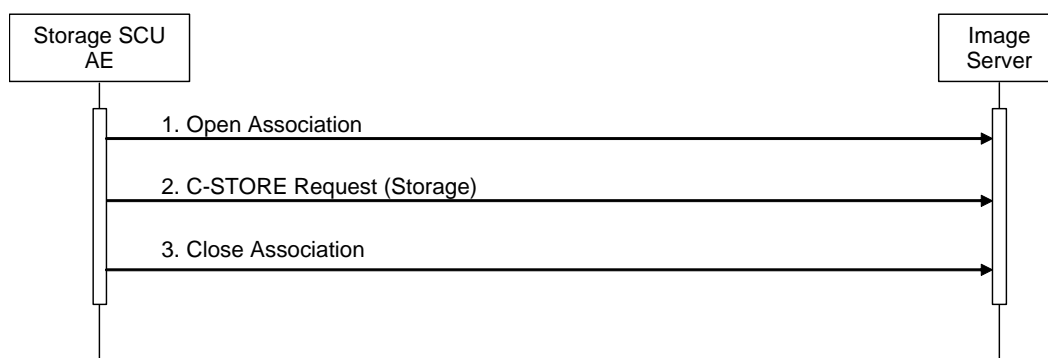 Storage SCU
AE
Image
Server
1. Open Association
2. C-STORE Request (Storage)
3. Close Association